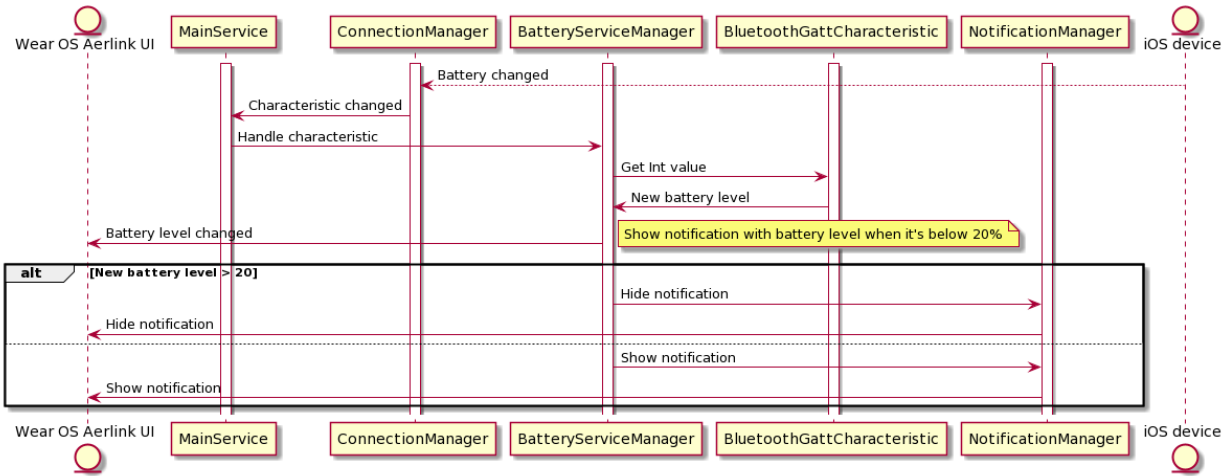 Wear OS Aerlink UI
MainService
ConnectionManager
BatteryServiceManager
BluetoothGattCharacteristic
NotificationManager
iOS device
Battery changed
Characteristic changed
Handle characteristic
Get Int value
New battery level
Battery level changed
Show notification with battery level when it's below 20%
alt
[New battery level > 20]
Hide notification
Hide notification
Show notification
Show notification
Wear OS Aerlink UI
MainService
ConnectionManager
BatteryServiceManager
BluetoothGattCharacteristic
NotificationManager
iOS device